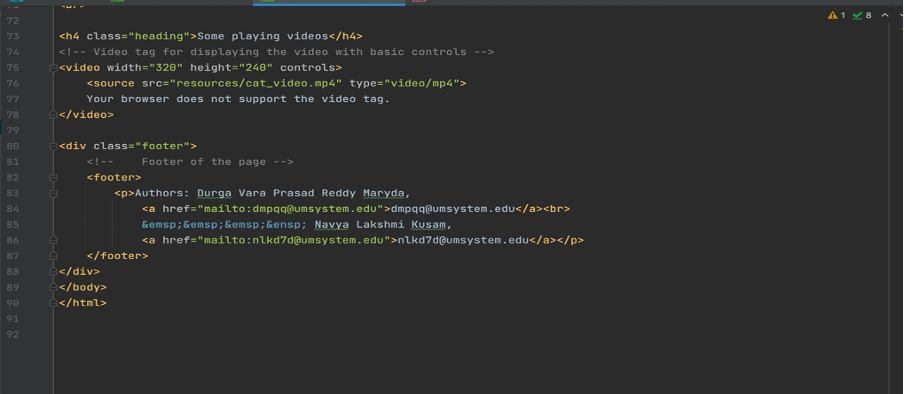 72
73 <h4 class="heading">Some playing videos</h4>
74 <!-- Video tag for displaying the video with basic controls -->
75 <video width="320" height="240" controls>
76 <source src="resources/cat_video.mp4" type="video/mp4">
77 Your browser does not support the video tag.
78 </video>
79
80 <div class="footer">
81 <!-- Footer of the page -->
82 <footer>
83 <p>Authors: Durga Vara Prasad Reddy Maryda,
84 <a href="mailto:dmpqq@umsystem.edu">dmpqq@umsystem.edu</a><br>
85 &emsp;&emsp;&emsp;&ensp; Navya Lakshmi Kusam,
86 <a href="mailto:nlkd7d@umsystem.edu">nlkd7d@umsystem.edu</a></p>
87 </footer>
88 </div>
89 </body>
90 </html>
91
92
1 8